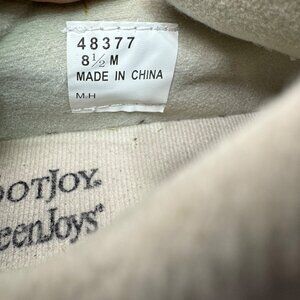 48377
8½ M
MADE IN CHINA
M.H
OOTJOY®
eenJoys®